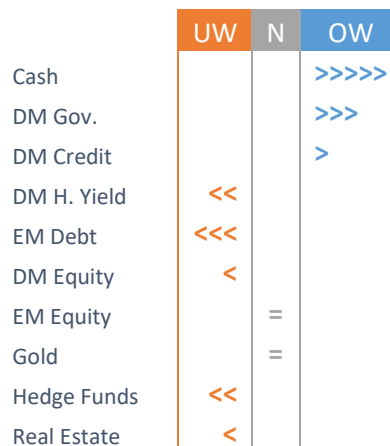 UW N OW
Cash >>>>>
DM Gov. >>>
DM Credit >
DM H. Yield <<
EM Debt <<<
DM Equity <
EM Equity =
Gold =
Hedge Funds <<
Real Estate <